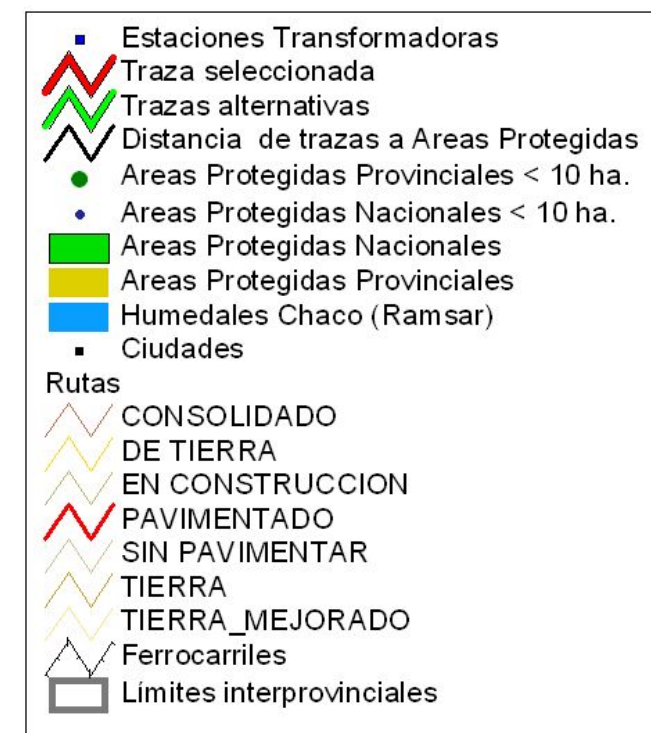 Estaciones Transformadoras
Traza seleccionada
Trazas alternativas
Distancia de trazas a Areas Protegidas
Areas Protegidas Provinciales < 10 ha.
Areas Protegidas Nacionales < 10 ha.
Areas Protegidas Nacionales
Areas Protegidas Provinciales
Humedales Chaco (Ramsar)
Ciudades
Rutas
CONSOLIDADO
DE TIERRA
EN CONSTRUCCION
PAVIMENTADO
SIN PAVIMENTAR
TIERRA
TIERRA_MEJORADO
Ferrocarriles
Límites interprovinciales